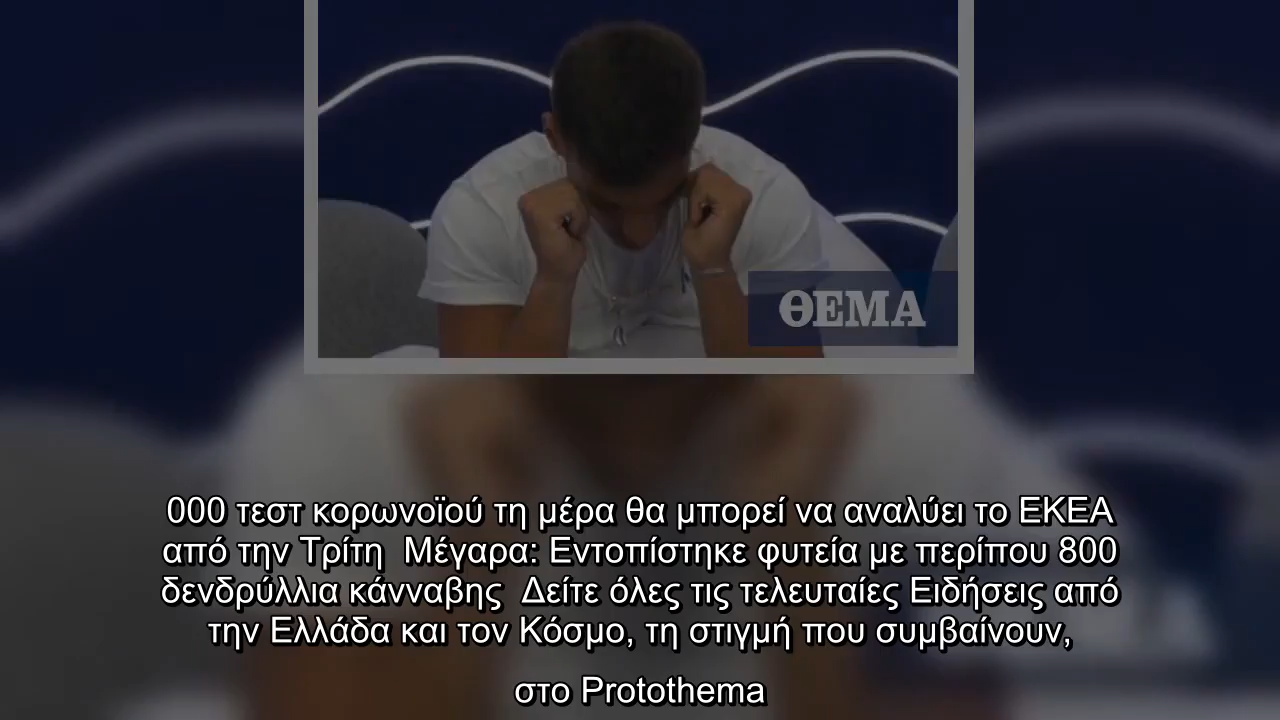 ΘΕΜΑ
000 τεστ κορωνοϊού τη μέρα θα μπορεί να αναλύει το ΕΚΕΑ
από την Τρίτη  Μέγαρα: Εντοπίστηκε φυτεία με περίπου 800
δενδρύλλια κάνναβης  Δείτε όλες τις τελευταίες Ειδήσεις από
την Ελλάδα και τον Κόσμο, τη στιγμή που συμβαίνουν,
στο Protothema